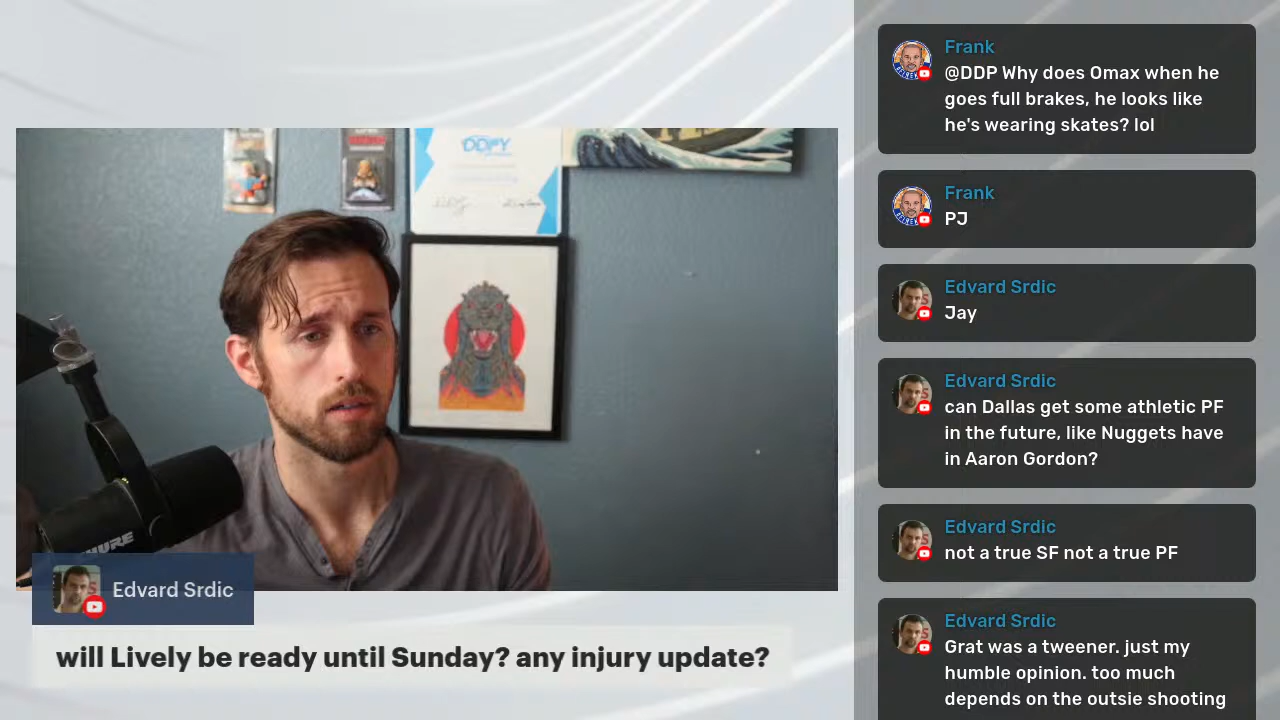 DDFY
SHURE
Edvard Srdic
will Lively be ready until Sunday? any injury update?
Frank
@DDP Why does Omax when he
goes full brakes, he looks like
he's wearing skates? lol
Frank
PJ
Edvard Srdic
Jay
Edvard Srdic
can Dallas get some athletic PF
in the future, like Nuggets have
in Aaron Gordon?
Edvard Srdic
not a true SF not a true PF
Edvard Srdic
Grat was a tweener. just my
humble opinion. too much
depends on the outsie shooting